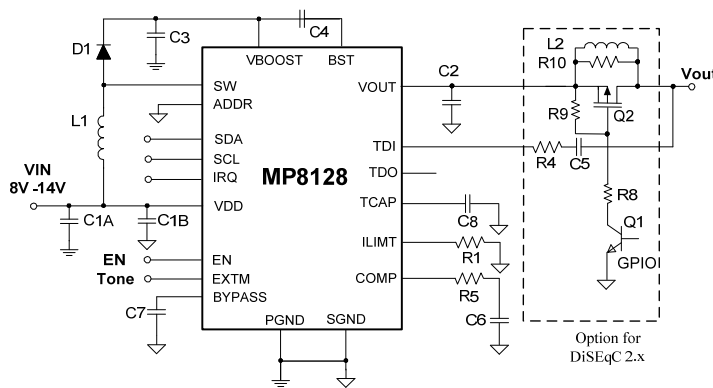 C4
L2
D1
C3
R10
VBOOST
BST
C2
Vout
SW
VOUT
ADDR
R9
Q2
L1
SDA
TDI
SCL
R4
C5
VIN
IRQ
MP8128
TDO
8V -14V
R8
VDD
TCAP
C1A
C1B
C8
Q1
EN
EN
ILIMT
R1
GPIO
Tone
EXTM
COMP
BYPASS
R5
C7
PGND
SGND
C6
Option for
DiSEqC 2.x